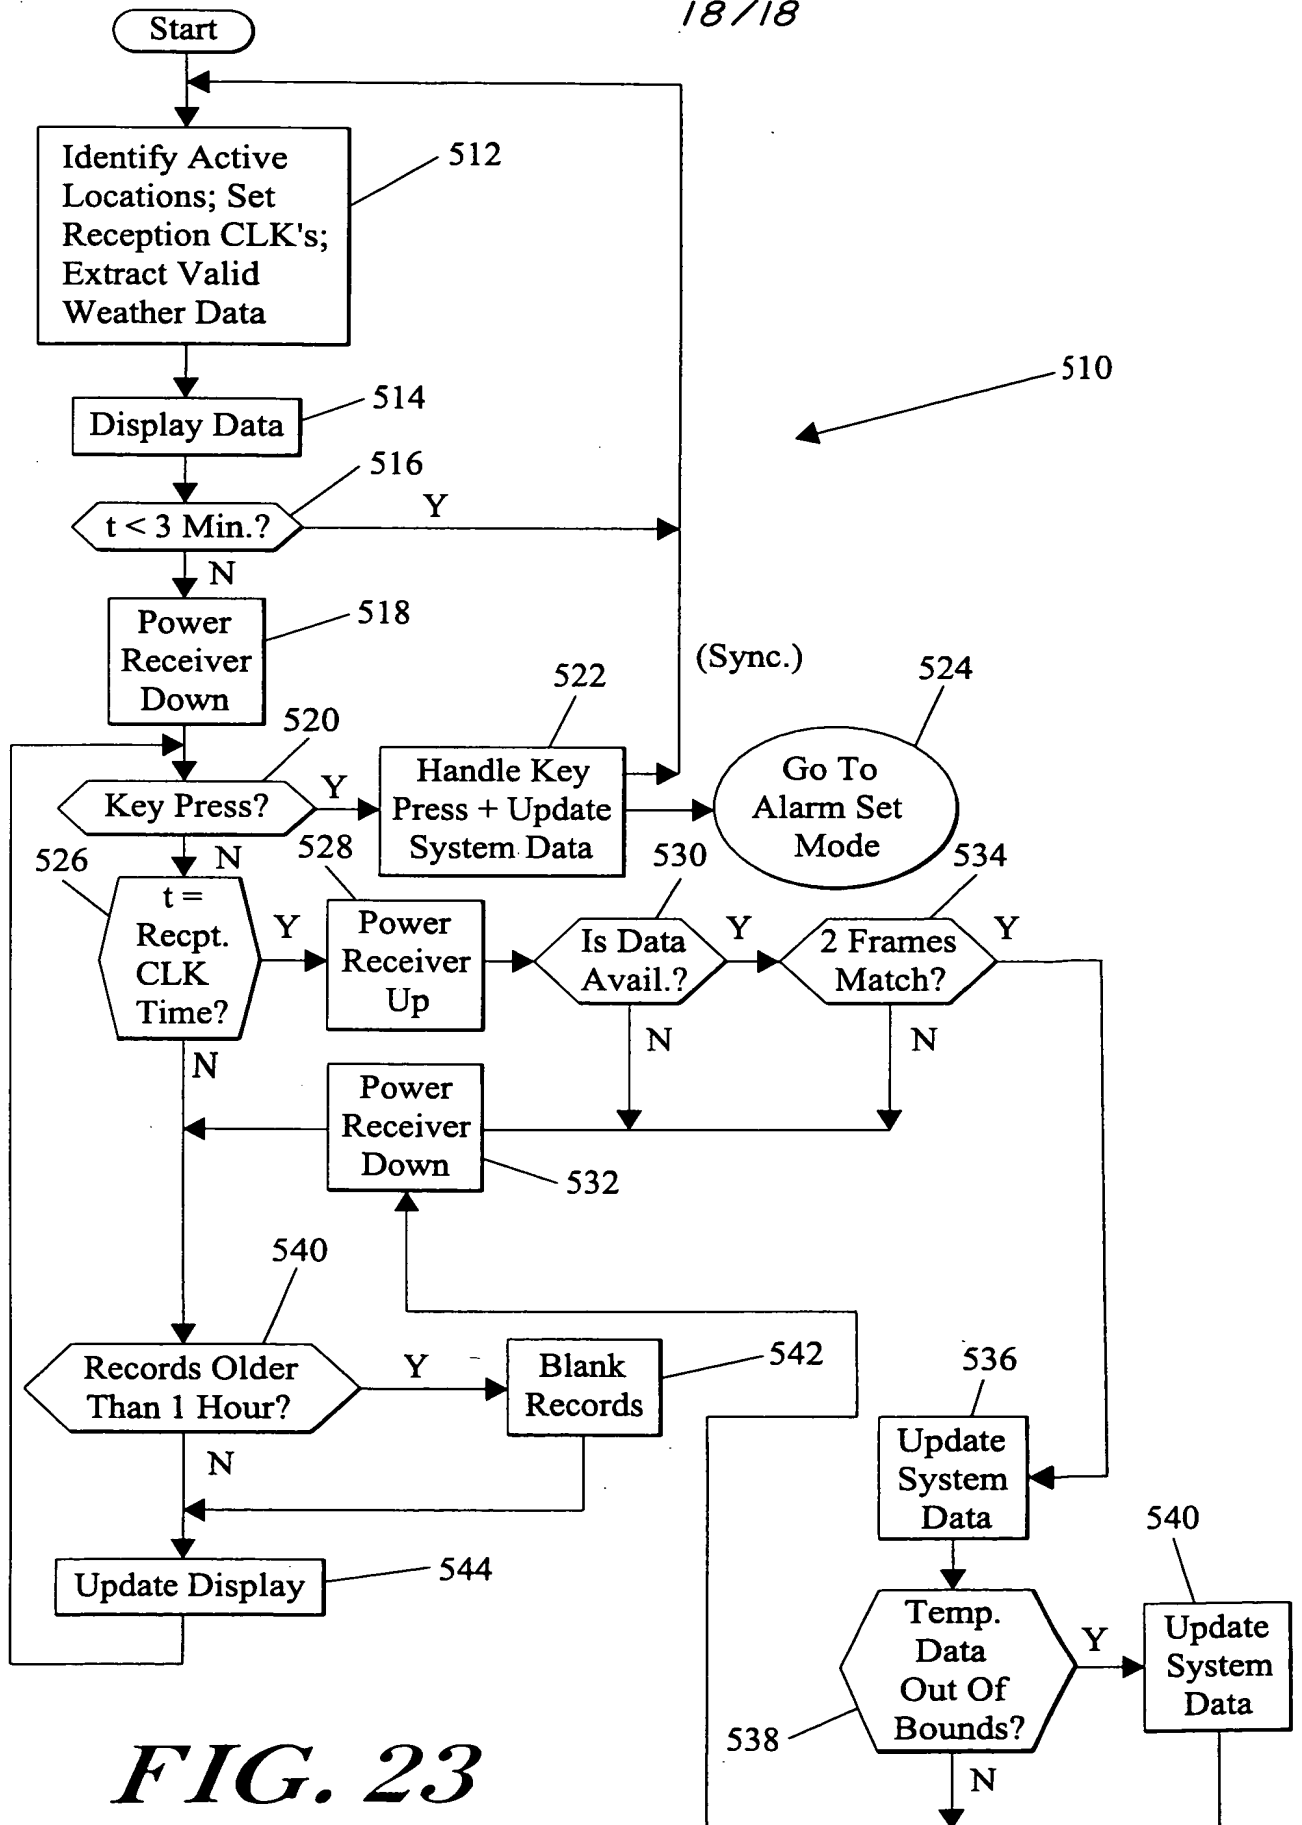 18/18
Start
Identify Active
Locations; Set
Reception CLK's;
Extract Valid
Weather Data
512
510
Display Data
514
t < 3 Min.?
516
Y
N
Power
Receiver
Down
518
(Sync.)
Key Press?
520
Y
N
Handle Key
Press + Update
System Data
522
Go To
Alarm Set
Mode
524
t =
Recpt.
CLK
Time?
526
Y
N
Power
Receiver
Up
528
Is Data
Avail.?
530
Y
N
2 Frames
Match?
534
Y
N
Power
Receiver
Down
532
Records Older
Than 1 Hour?
540
Y
N
Blank
Records
542
Update Display
544
Update
System
Data
536
Temp.
Data
Out Of
Bounds?
538
Y
N
Update
System
Data
540
FIG. 23